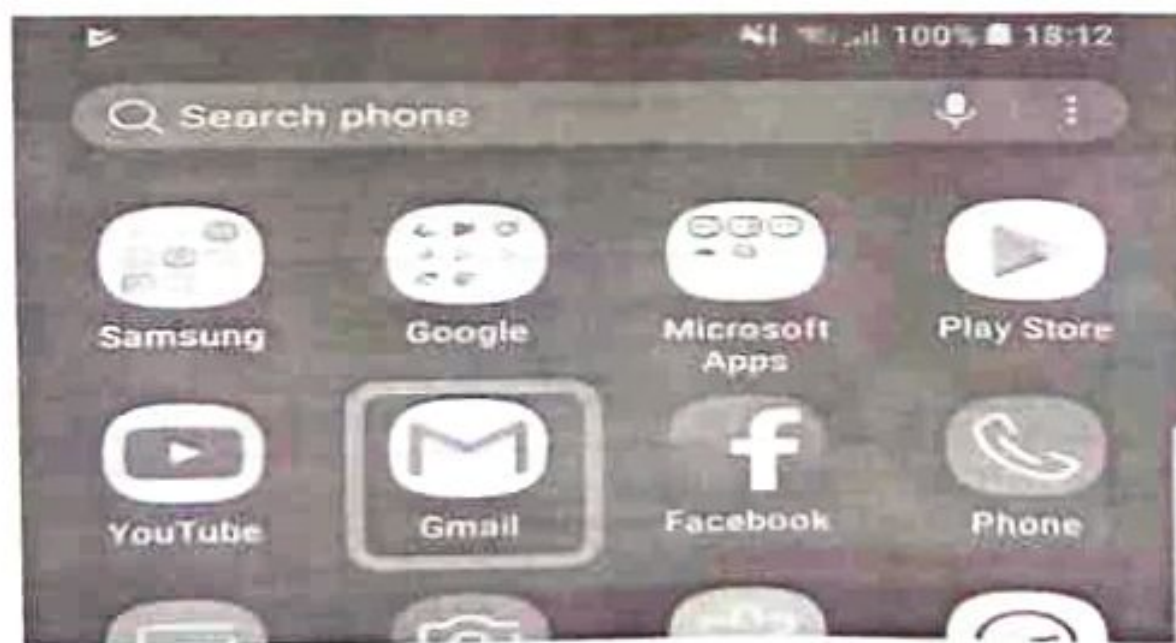 100% 18:12
Search phone
Samsung
Google
Microsoft
Apps
Play Store
YouTube
Gmail
Facebook
Phone